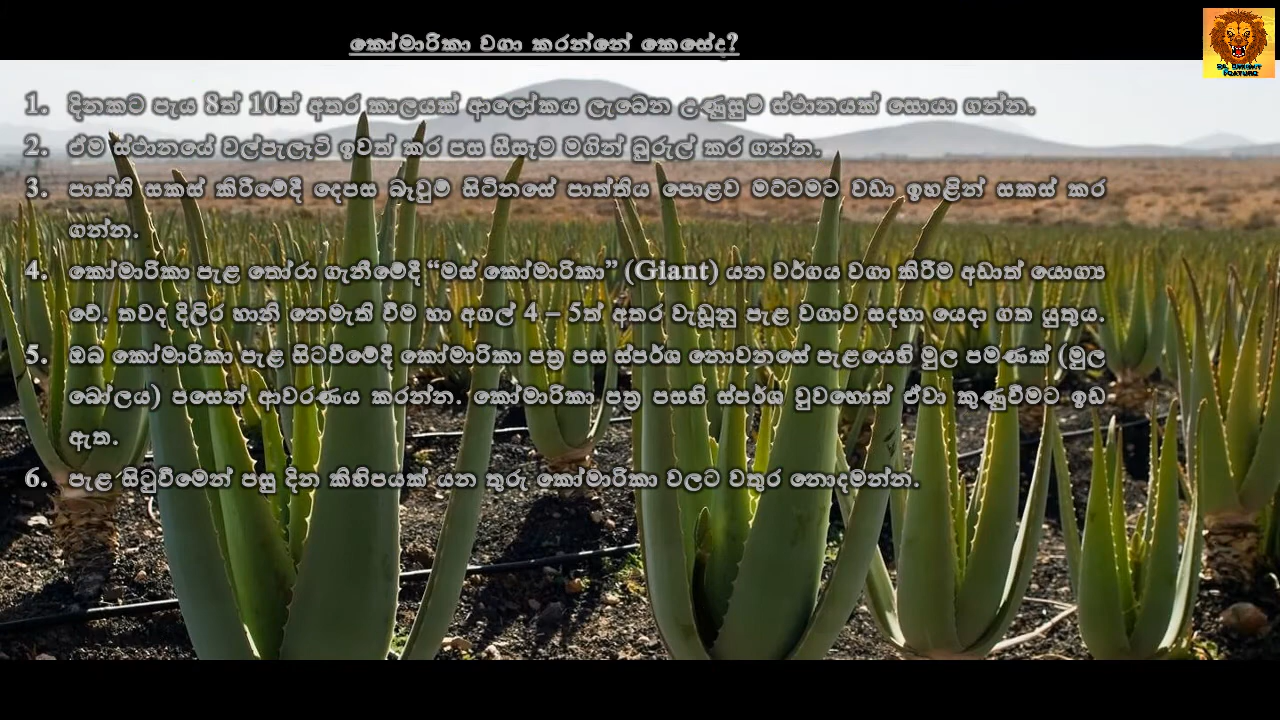 කෝමාරිකා වගා කරන්නේ කෙසේද?
1. දිනකට පැය 8ත් 10ත් අතර කාලයක් ආලෝකය ලැබෙන උණුසුම් ස්ථානයක් සොයා ගන්න.
2. ඒම ස්ථානයේ වල්පැලෑටි ඉවත් කර පස සීසෑම මගින් බුරුල් කර ගන්න.
3. පාත්ති සකස් කිරිමේදී දෙපස බෑවුම් සිටිනසේ පාත්තිය පොළව මට්ටමට වඩා ඉහළින් සකස් කර
ගන්න.
4. කෝමාරිකා පැළ තෝරා ගැනීමේදී “මස් කෝමාරිකා” (Giant) යන වර්ගය වගා කිරීම අඩාත් යොග්‍ය
වේ. තවද දිලිර හානි නෙමැති වීම හා අගල් 4 – 5ත් අතර වැඩූනු පැළ වගාව සදහා යෙදා ගත යුතුය.
5. ඔබ කෝමාරිකා පැළ සිටවීමේදී කෝමාරිකා පත්‍ර පස ස්පර්ශ නොවනසේ පැළයෙහි මුල පමණක් (මුල
බෝලය) පසෙන් ආවරණය කරන්න. කෝමාරිකා පත්‍ර පසහි ස්පර්ශ වුවහොත් ඒවා කුණුවීමට ඉඩ
ඇත.
6. පැළ සිටුවීමෙන් පසු දින කිහිපයක් යන තුරු කෝමාරිකා වලට වතුර නොදමන්න.